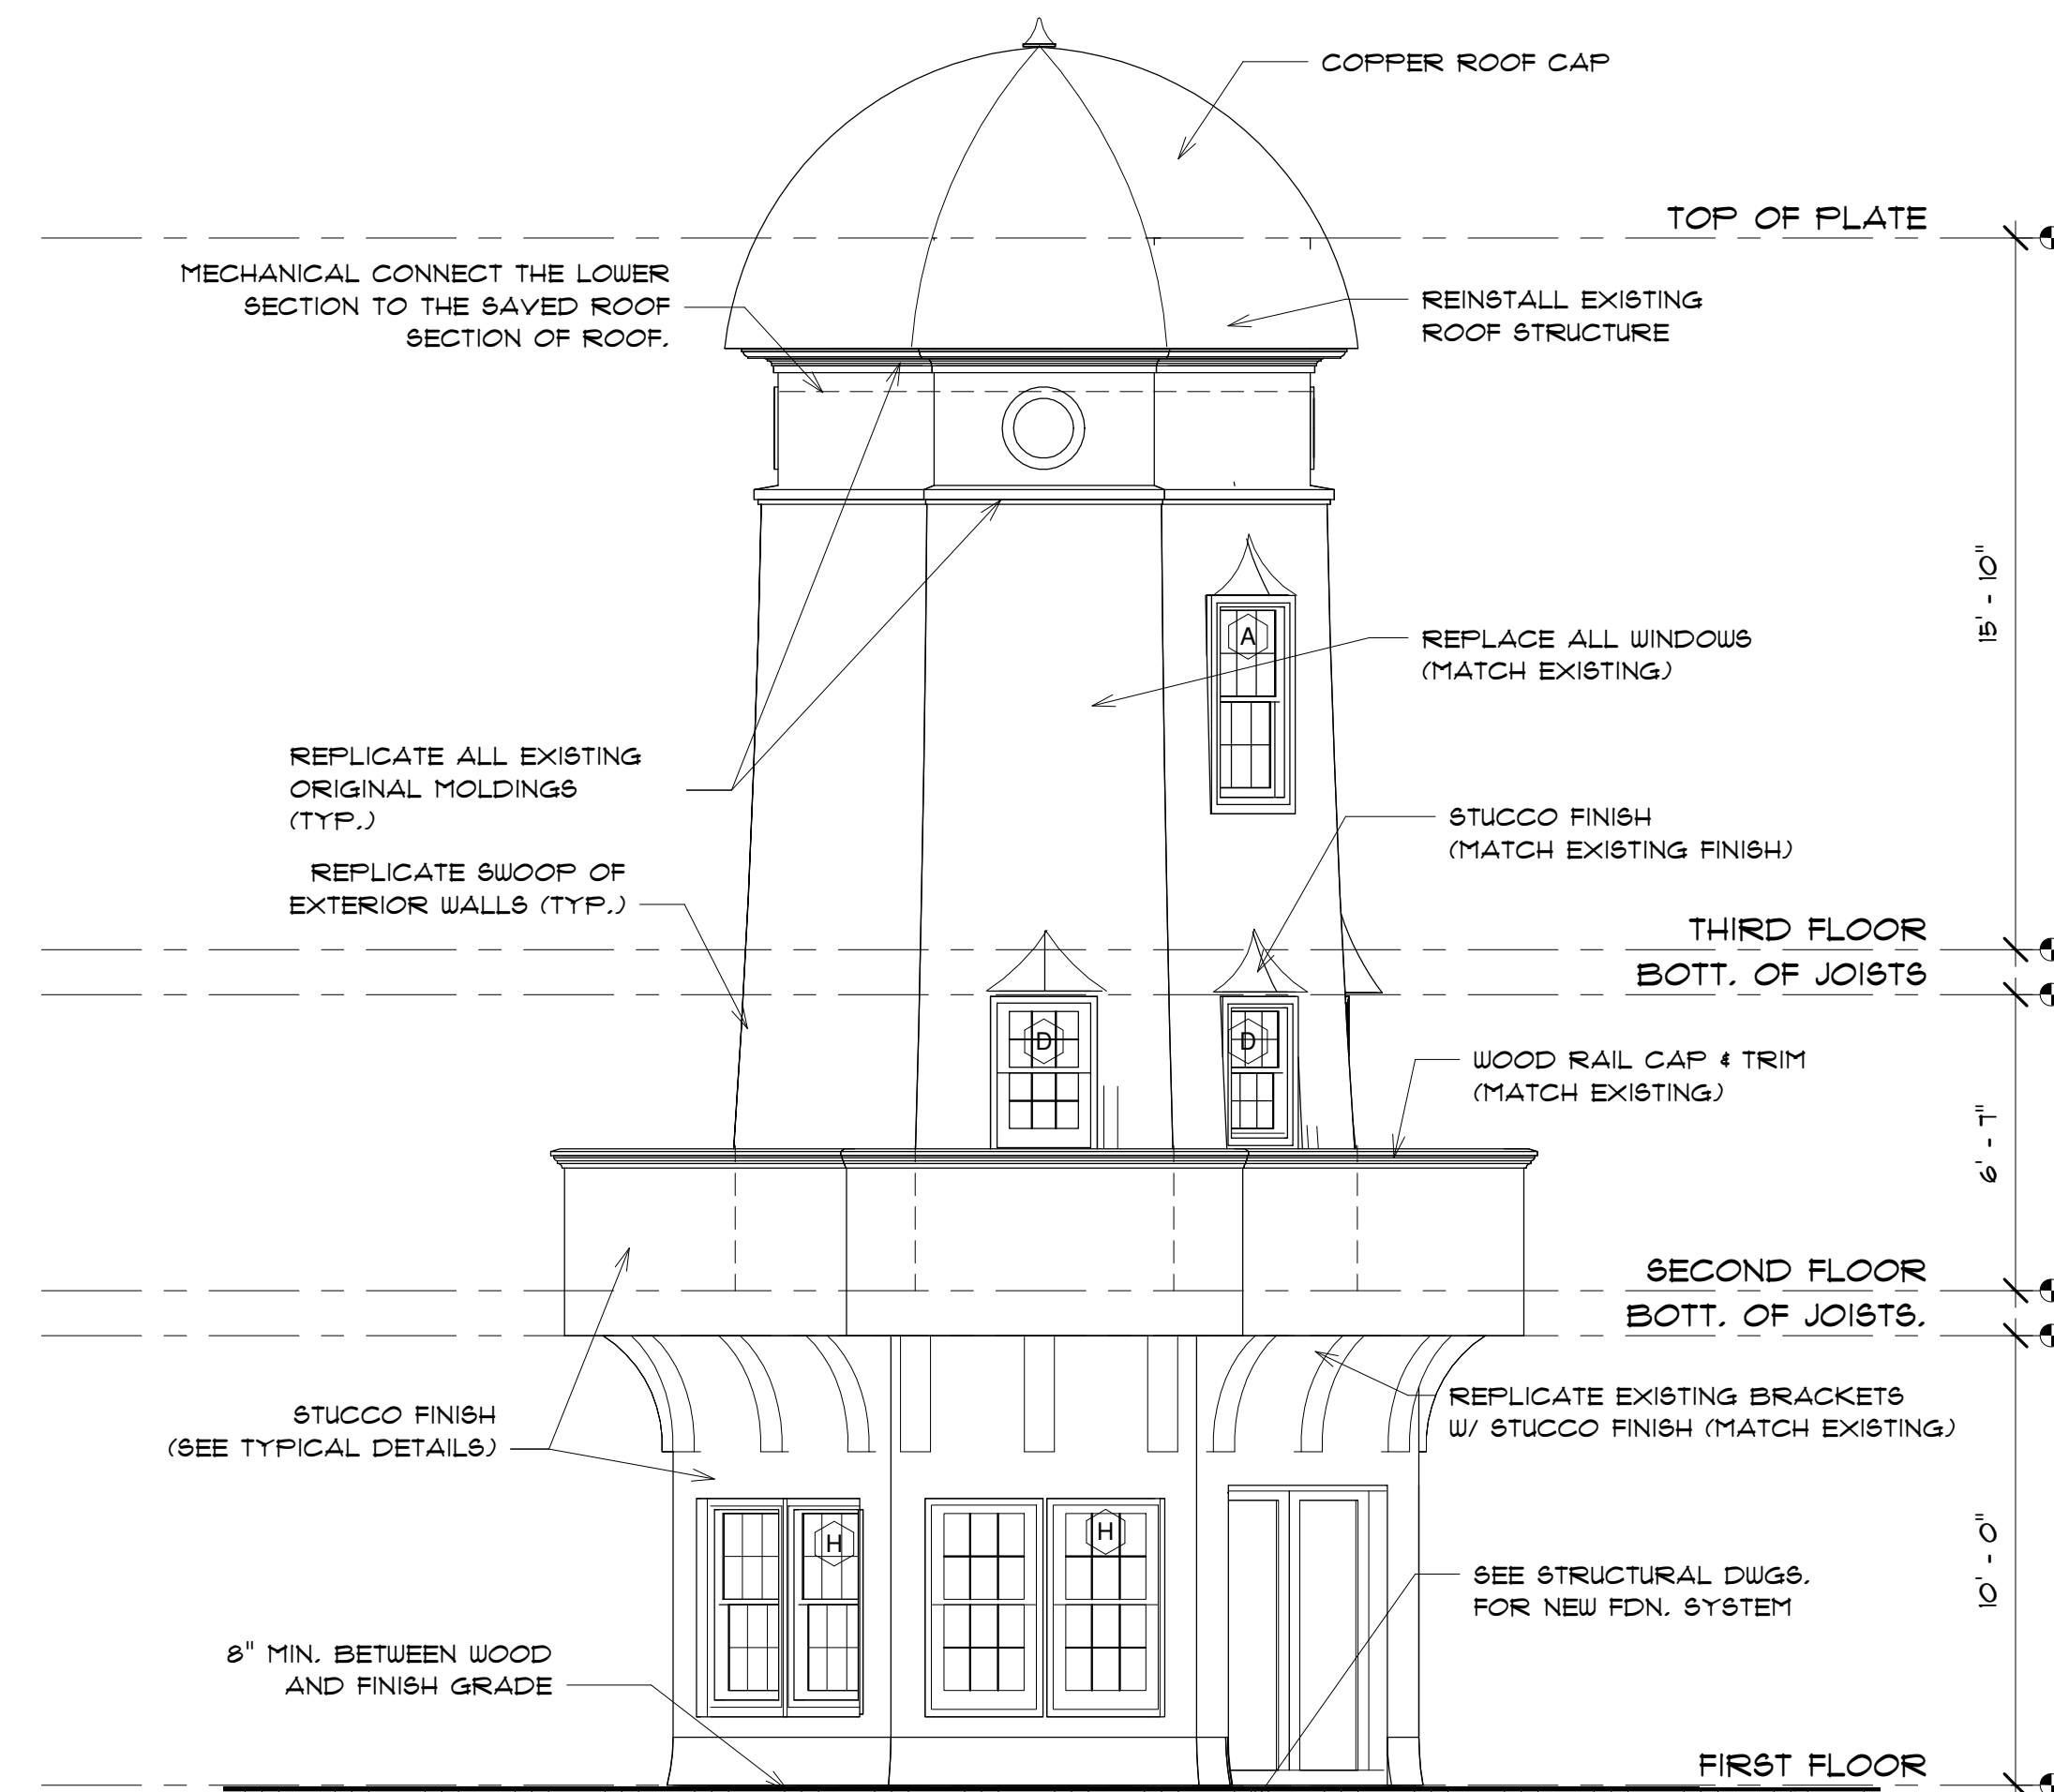 COPPER ROOF CAP
TOP OF PLATE
MECHANICAL CONNECT THE LOWER
SECTION TO THE SAVED ROOF
SECTION OF ROOF.
REINSTALL EXISTING
ROOF STRUCTURE
15' - 10"
A
REPLACE ALL WINDOWS
(MATCH EXISTING)
REPLICATE ALL EXISTING
ORIGINAL MOLDINGS
(TYP.)
STUCCO FINISH
(MATCH EXISTING FINISH)
REPLICATE SWOOP OF
EXTERIOR WALLS (TYP.)
THIRD FLOOR
BOTT. OF JOISTS
D
D
WOOD RAIL CAP & TRIM
(MATCH EXISTING)
6' - 7"
SECOND FLOOR
BOTT. OF JOISTS.
REPLICATE EXISTING BRACKETS
W/ STUCCO FINISH (MATCH EXISTING)
STUCCO FINISH
(SEE TYPICAL DETAILS)
H
H
10' - 0"
SEE STRUCTURAL DWGS.
FOR NEW FDN. SYSTEM
8" MIN. BETWEEN WOOD
AND FINISH GRADE
FIRST FLOOR